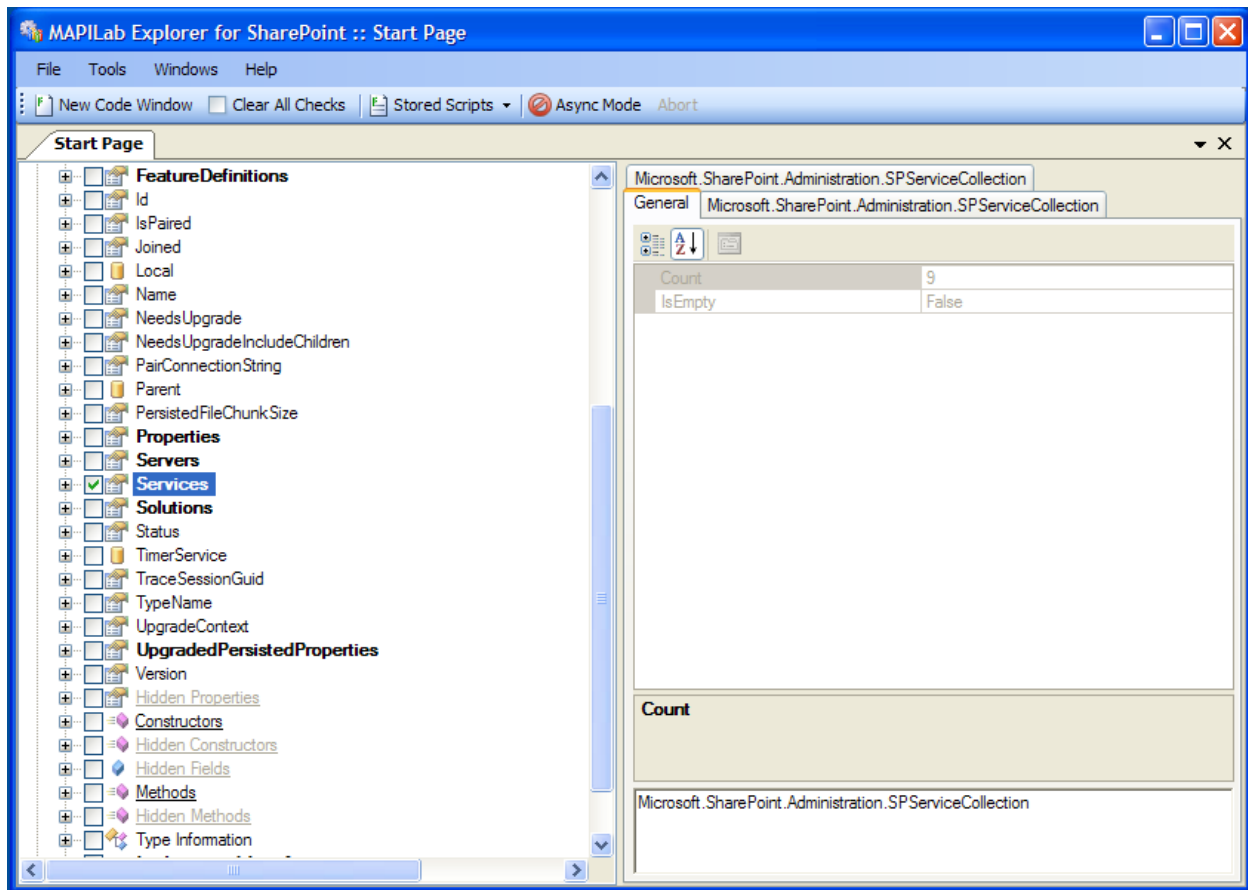 MAPILab Explorer for SharePoint :: Start Page
File Tools Windows Help
New Code Window Clear All Checks Stored Scripts Async Mode Abort
Start Page
FeatureDefinitions
Id
IsPaired
Joined
Local
Name
NeedsUpgrade
NeedsUpgradeIncludeChildren
PairConnectionString
Parent
PersistedFileChunkSize
Properties
Servers
Services
Solutions
Status
TimerService
TraceSessionGuid
TypeName
UpgradeContext
UpgradedPersistedProperties
Version
Hidden Properties
Constructors
Hidden Constructors
Hidden Fields
Methods
Hidden Methods
Type Information
Microsoft.SharePoint.Administration.SPServiceCollection
General Microsoft.SharePoint.Administration.SPServiceCollection
Count 9
IsEmpty False
Count
Microsoft.SharePoint.Administration.SPServiceCollection